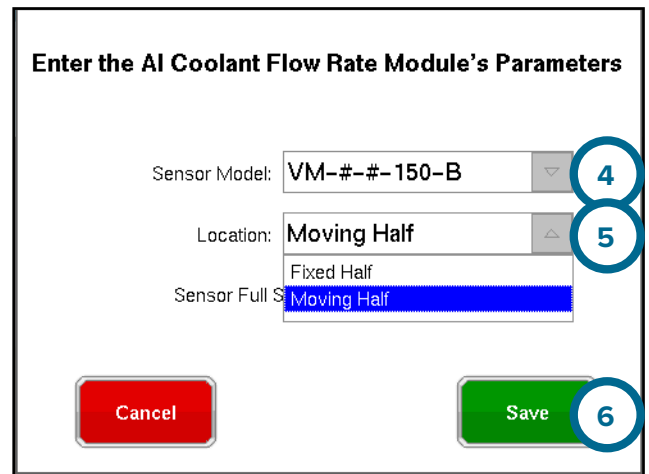 Enter the AI Coolant Flow Rate Module's Parameters
Sensor Model: VM-#-#-150-B 4
Location: Moving Half 5
Fixed Half
Sensor Full S Moving Half
Cancel Save 6